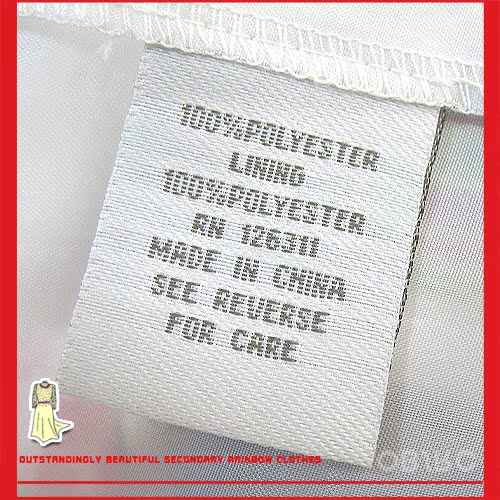 100%POLYESTER
LINING
100%POLYESTER
RN 126311
MADE IN CHINA
SEE REVERSE
FOR CARE
OUTSTANDINGLY BEAUTIFUL SECONDARY RAINBOW CLOTHES